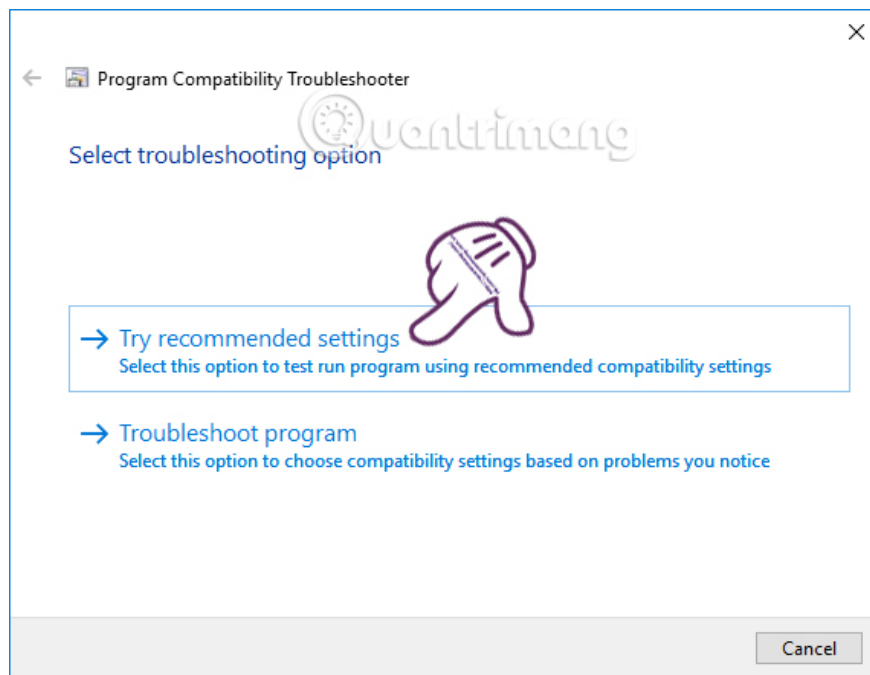 Program Compatibility Troubleshooter
Quantrimang
Select troubleshooting option
Try recommended settings
Select this option to test run program using recommended compatibility settings
Troubleshoot program
Select this option to choose compatibility settings based on problems you notice
Cancel